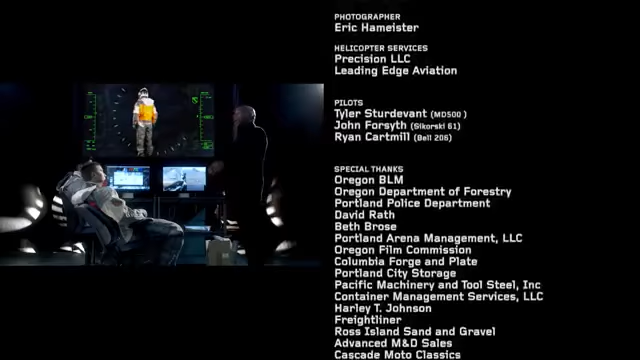 PHOTOGRAPHER
Eric Hameister
HELICOPTER SERVICES
Precision LLC
Leading Edge Aviation
PILOTS
Tyler Sturdevant (MD500 )
John Forsyth (Sikorski 61)
Ryan Cartmill (Bell 206)
SPECIAL THANKS
Oregon BLM
Oregon Department of Forestry
Portland Police Department
David Rath
Beth Brose
Portland Arena Management, LLC
Oregon Film Commission
Columbia Forge and Plate
Portland City Storage
Pacific Machinery and Tool Steel, Inc
Container Management Services, LLC
Harley T. Johnson
Freightliner
Ross Island Sand and Gravel
Advanced M&D Sales
Cascade Moto Classics